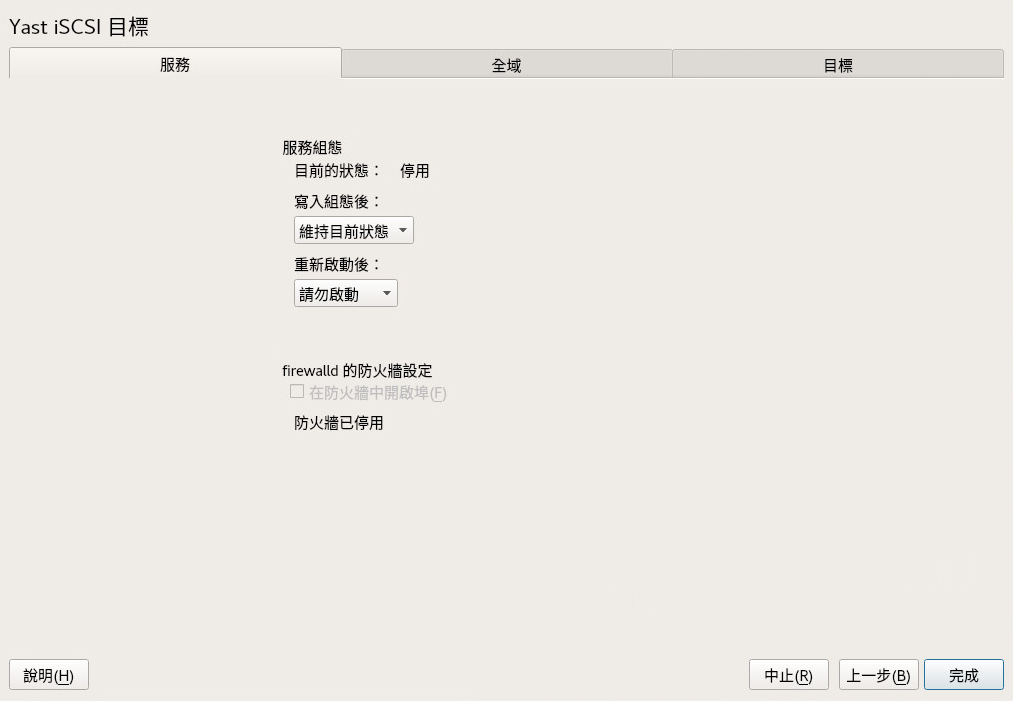 Yast iSCSI 目標
服務
全域
目標
服務組態
目前的狀態： 停用
寫入組態後：
維持目前狀態
重新啟動後：
請勿啟動
firewalld 的防火牆設定
在防火牆中開啟埠(F)
防火牆已停用
說明(H)
中止(R)
上一步(B)
完成